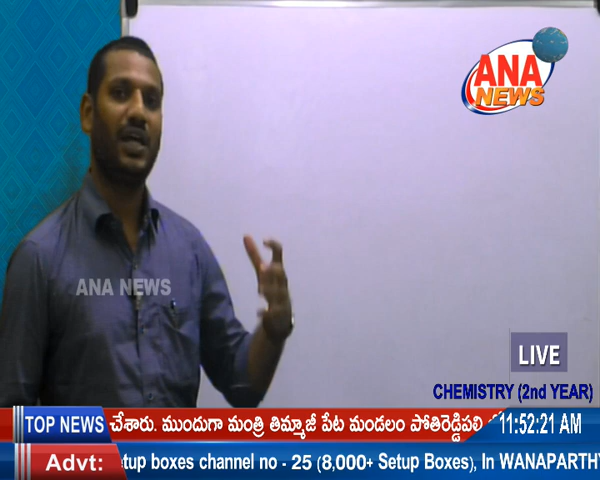 ANA
NEWS
ANA NEWS
LIVE
CHEMISTRY (2nd YEAR)
TOP NEWS చేశారు. ముందుగా మంత్రి తిమ్మాజీ పేట మండలం పోతిరెడ్డిపల్లి 11:52:21 AM
Advt: etup boxes channel no - 25 (8,000+ Setup Boxes), In WANAPARTHY